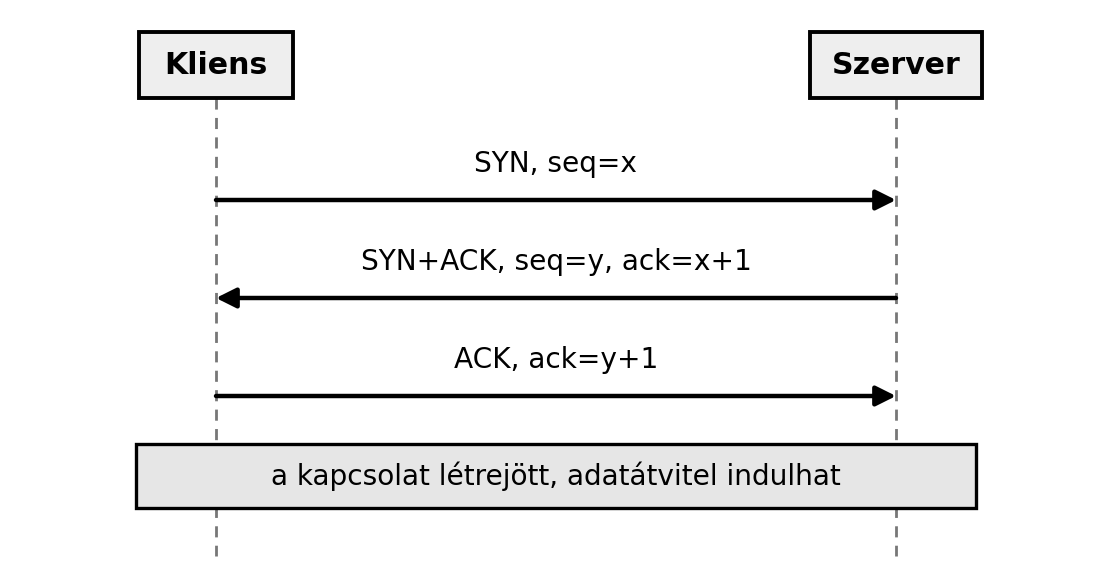 Kliens
Szerver
SYN, seq=x
SYN+ACK, seq=y, ack=x+1
ACK, ack=y+1
a kapcsolat létrejött, adatátvitel indulhat